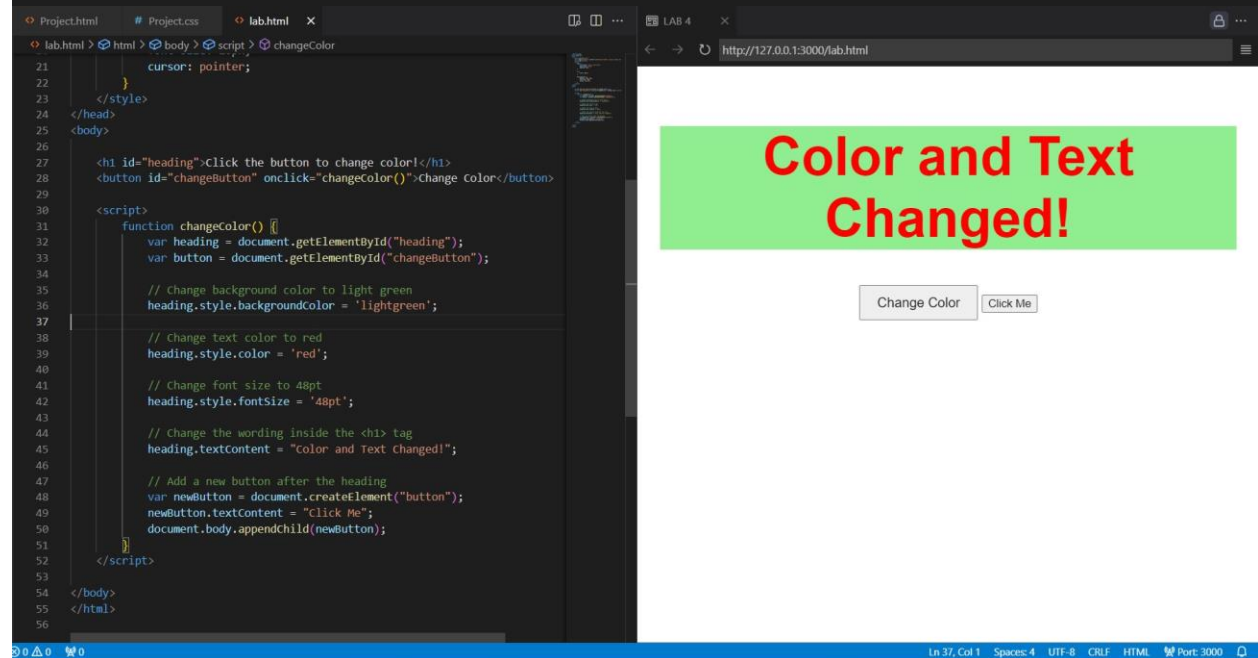 Project.html # Project.css lab.html X
lab.html > html > body > script > changeColor
21 cursor: pointer;
22 }
23 </style>
24 </head>
25 <body>
26
27 <h1 id="heading">Click the button to change color!</h1>
28 <button id="changeButton" onclick="changeColor()">Change Color</button>
29
30 <script>
31 function changeColor() {
32 var heading = document.getElementById("heading");
33 var button = document.getElementById("changeButton");
34
35 // Change background color to light green
36 heading.style.backgroundColor = 'lightgreen';
37
38 // Change text color to red
39 heading.style.color = 'red';
40
41 // Change font size to 48pt
42 heading.style.fontSize = '48pt';
43
44 // Change the wording inside the <h1> tag
45 heading.textContent = "Color and Text Changed!";
46
47 // Add a new button after the heading
48 var newButton = document.createElement("button");
49 newButton.textContent = "Click Me";
50 document.body.appendChild(newButton);
51 }
52 </script>
53
54 </body>
55 </html>
56
LAB 4
http://127.0.0.1:3000/lab.html
Color and Text
Changed!
Change Color Click Me
0 0 0 Ln 37, Col 1 Spaces: 4 UTF-8 CRLF HTML Port: 3000